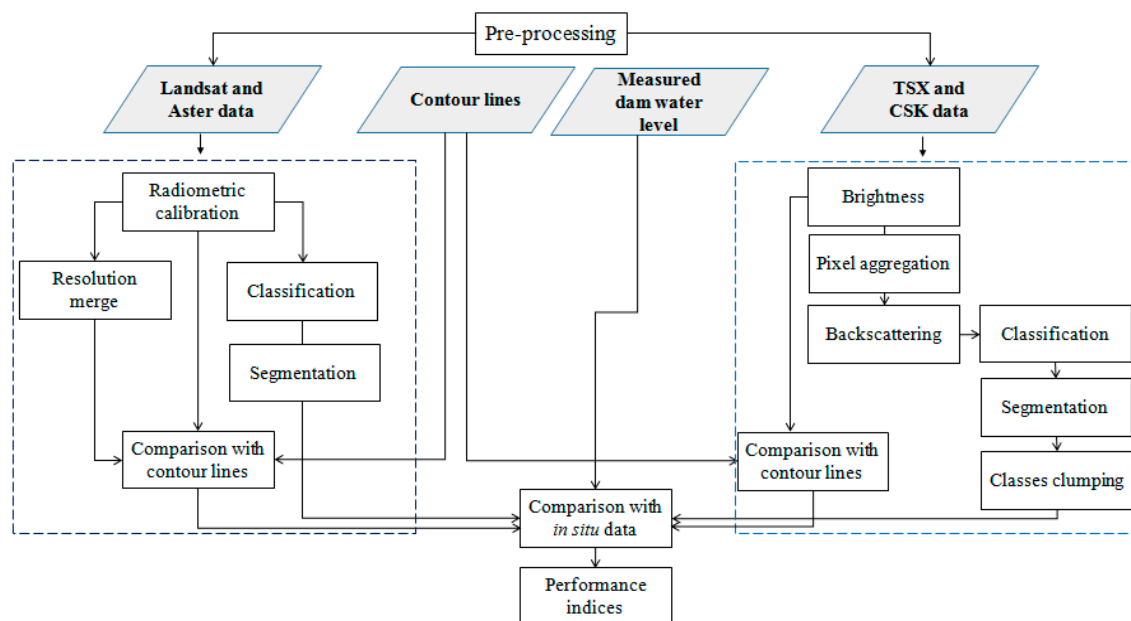 Pre-processing
Landsat and
Aster data
Contour lines
Measured
dam water
level
TSX and
CSK data
Radiometric
calibration
Resolution
merge
Classification
Segmentation
Comparison with
contour lines
Brightness
Pixel aggregation
Backscattering
Classification
Segmentation
Classes clumping
Comparison with
contour lines
Comparison with
in situ data
Performance
indices